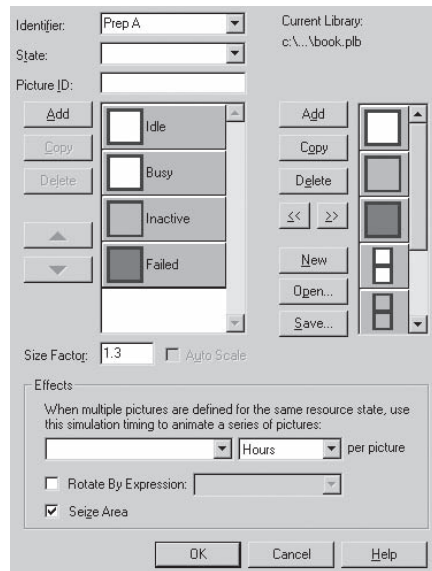 Identifier: Prep A
Current Library:
c:\...\book.plb
State:
Picture ID:
Add
Copy
Delete
Idle
Busy
Inactive
Failed
Add
Copy
Delete
<< >>
New
Open...
Save...
Size Factor: 1.3 Auto Scale
Effects
When multiple pictures are defined for the same resource state, use
this simulation timing to animate a series of pictures:
Hours per picture
Rotate By Expression:
Seize Area
OK Cancel Help